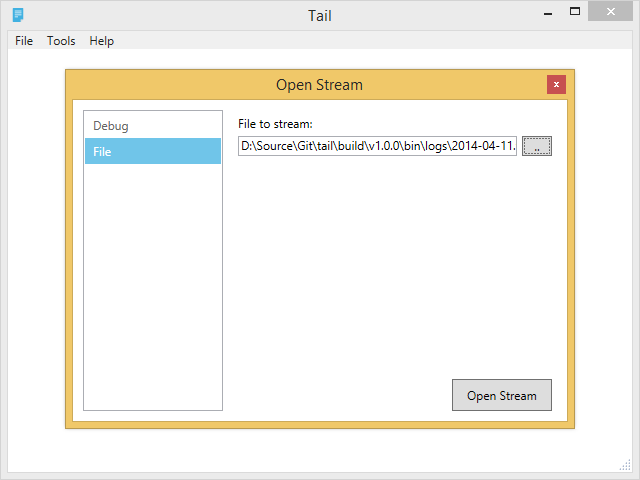 Tail
File Tools Help
Open Stream
x
Debug
File
File to stream:
D:\Source\Git\tail\build\v1.0.0\bin\logs\2014-04-11.
..
Open Stream